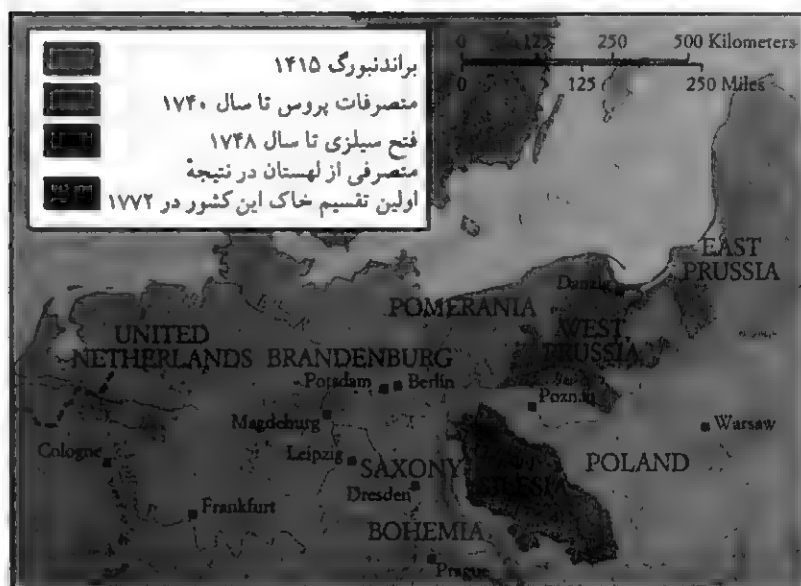 براندنبورگ ۱۴۱۵
متصرفات پروس تا سال ۱۷۴۰
فتح سیلزی تا سال ۱۷۴۸
متصرفی از لهستان در نتیجهٔ
اولین تقسیم خاک این کشور در ۱۷۷۲
0 125 250 500 Kilometers
0 125 250 Miles
EAST
PRUSSIA
Danzig
POMERANIA
WEST
PRUSSIA
UNITED
NETHERLANDS
BRANDENBURG
Potsdam
Berlin
Poznan
Magdeburg
Warsaw
Cologne
Leipzig
SAXONY
POLAND
Dresden
SILESIA
Frankfurt
BOHEMIA
Prague